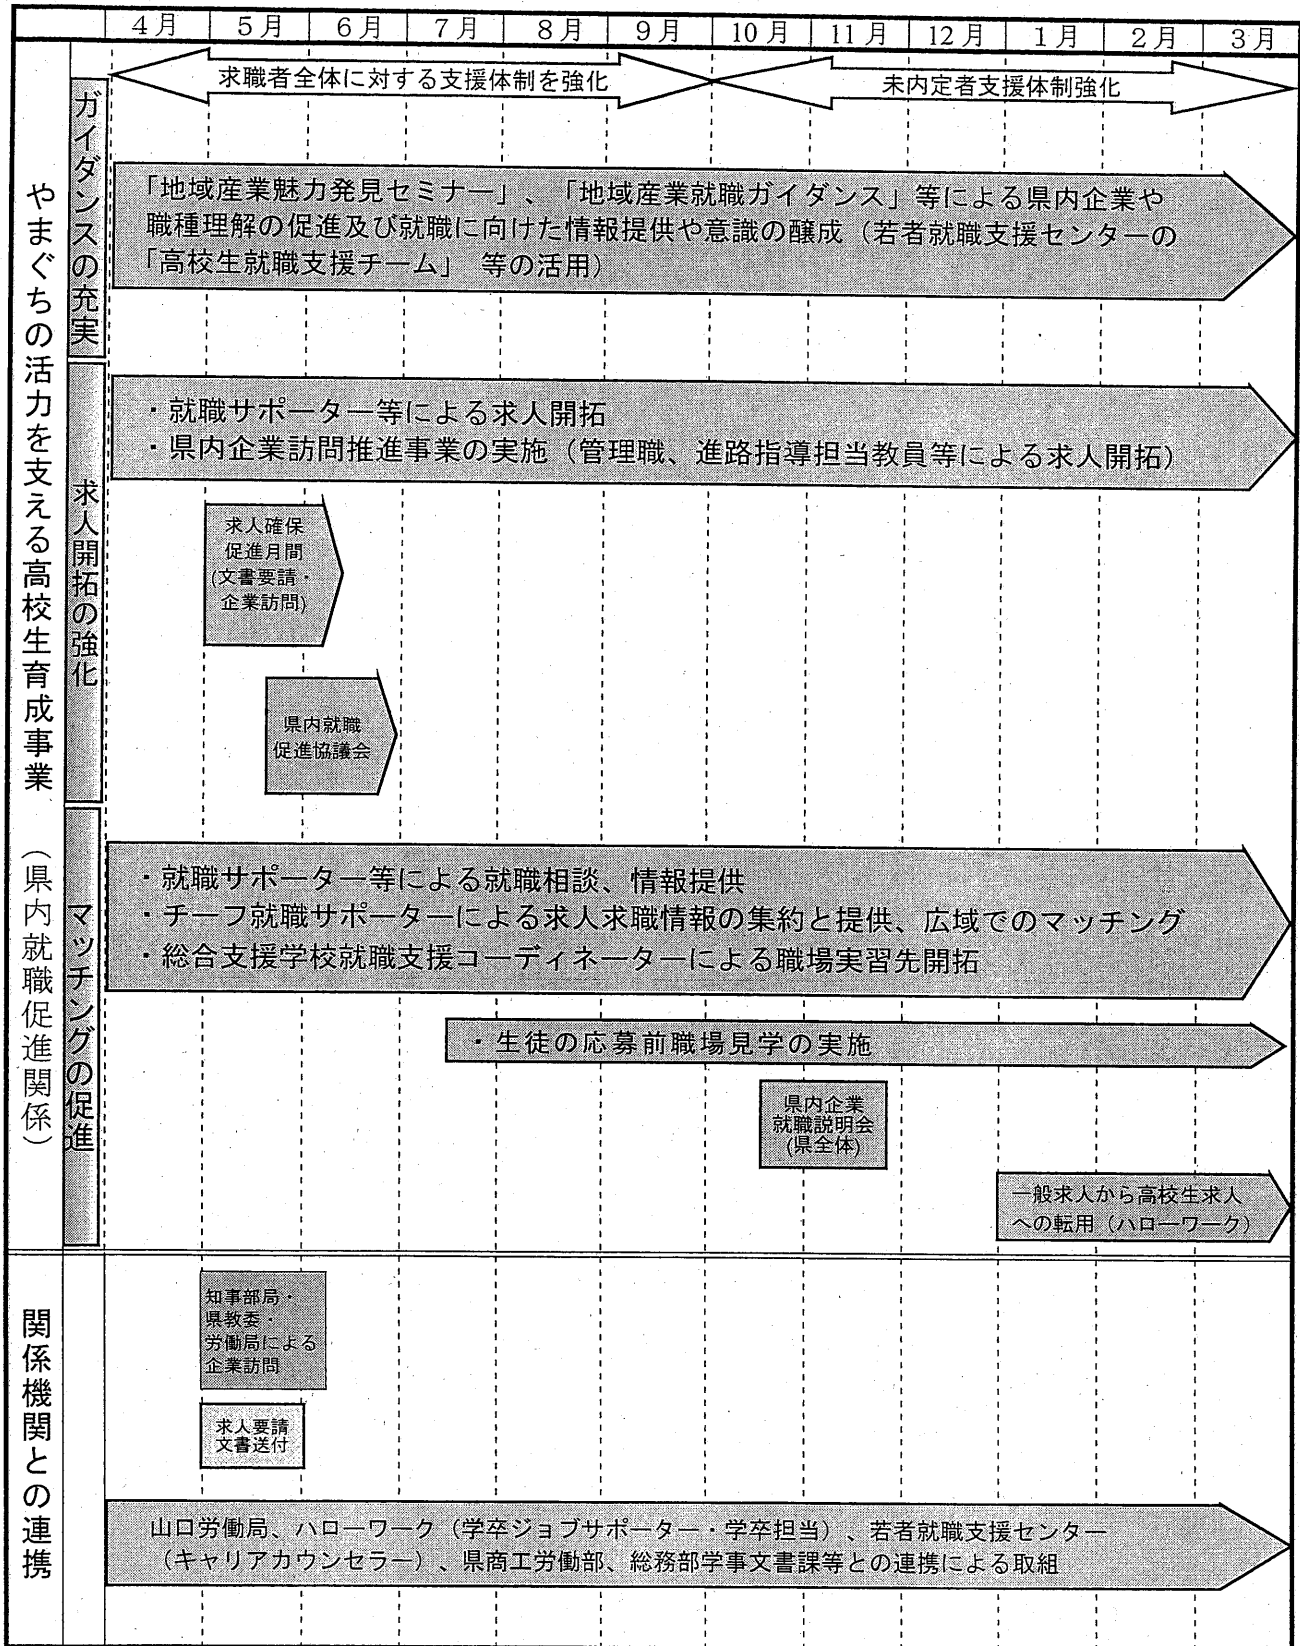 4月 5月 6月 7月 8月 9月 10月 11月 12月 1月 2月 3月
求職者全体に対する支援体制を強化
未内定者支援体制強化
やまぐちの活力を支える高校生育成事業
（県内就職促進関係）
ガイダンスの充実
「地域産業魅力発見セミナー」、「地域産業就職ガイダンス」等による県内企業や
職種理解の促進及び就職に向けた情報提供や意識の醸成（若者就職支援センターの
「高校生就職支援チーム」 等の活用）
求人開拓の強化
・就職サポーター等による求人開拓
・県内企業訪問推進事業の実施（管理職、進路指導担当教員等による求人開拓）
求人確保
促進月間
(文書要請・
企業訪問)
県内就職
促進協議会
マッチングの促進
・就職サポーター等による就職相談、情報提供
・チーフ就職サポーターによる求人求職情報の集約と提供、広域でのマッチング
・総合支援学校就職支援コーディネーターによる職場実習先開拓
・生徒の応募前職場見学の実施
県内企業
就職説明会
(県全体)
一般求人から高校生求人
への転用（ハローワーク）
関係機関との連携
知事部局・
県教委・
労働局による
企業訪問
求人要請
文書送付
山口労働局、ハローワーク（学卒ジョブサポーター・学卒担当）、若者就職支援センター
（キャリアカウンセラー）、県商工労働部、総務部学事文書課等との連携による取組